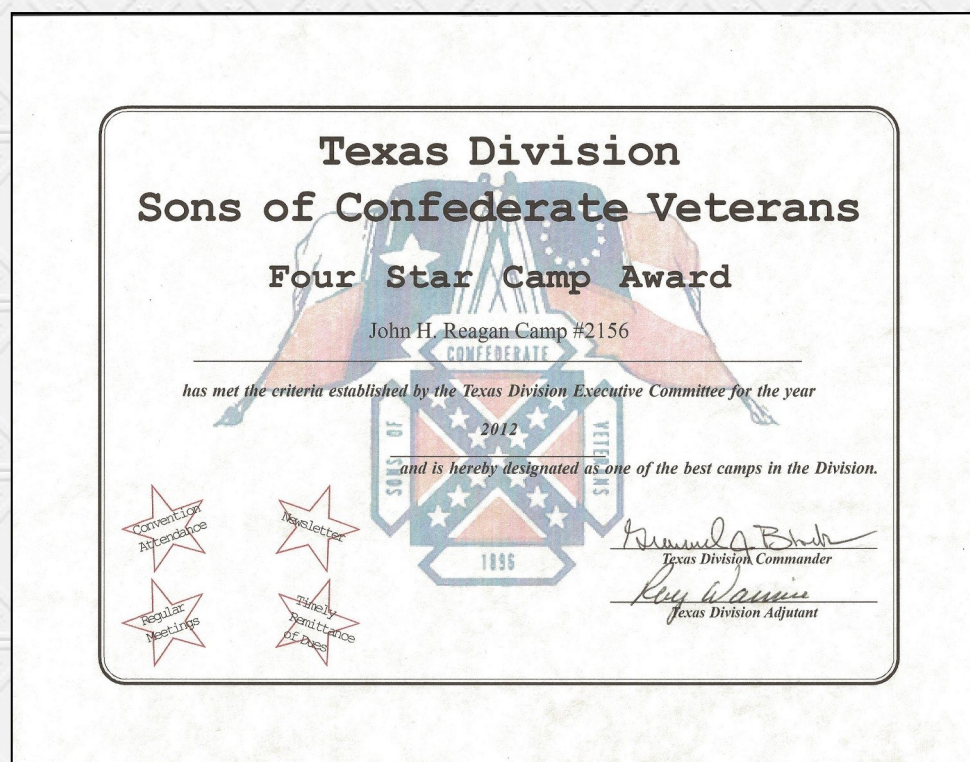 Texas Division
Sons of Confederate Veterans
Four Star Camp Award
John H. Reagan Camp #2156
CONFEDERATE
has met the criteria established by the Texas Division Executive Committee for the year
2012
SONS OF
VETERANS
and is hereby designated as one of the best camps in the Division.
1896
Convention
Attendance
Newsletter
Texas Division Commander
Regular
Meetings
Timely
Remittance
of Dues
Texas Division Adjutant